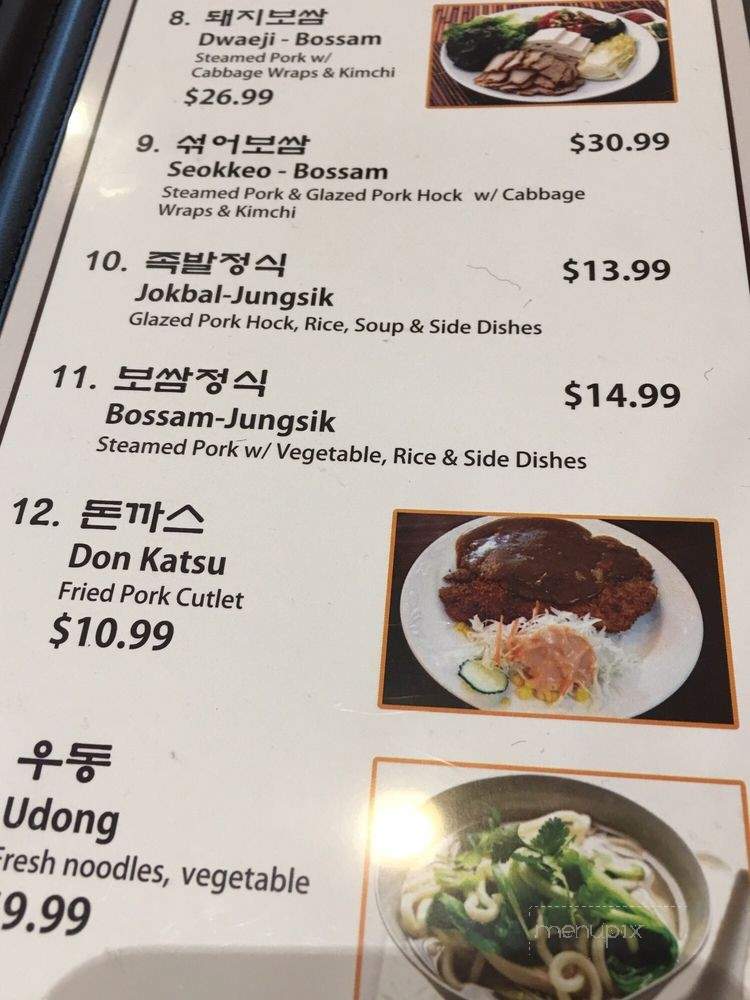 8. 돼지보쌈
Dwaeji - Bossam
Steamed Pork w/
Cabbage Wraps & Kimchi
$26.99
9. 섞어보쌈 $30.99
Seokkeo - Bossam
Steamed Pork & Glazed Pork Hock w/ Cabbage
Wraps & Kimchi
10. 족발정식 $13.99
Jokbal-Jungsik
Glazed Pork Hock, Rice, Soup & Side Dishes
11. 보쌈정식 $14.99
Bossam-Jungsik
Steamed Pork w/ Vegetable, Rice & Side Dishes
12. 돈까스
Don Katsu
Fried Pork Cutlet
$10.99
우동
Udong
Fresh noodles, vegetable
9.99
menupix